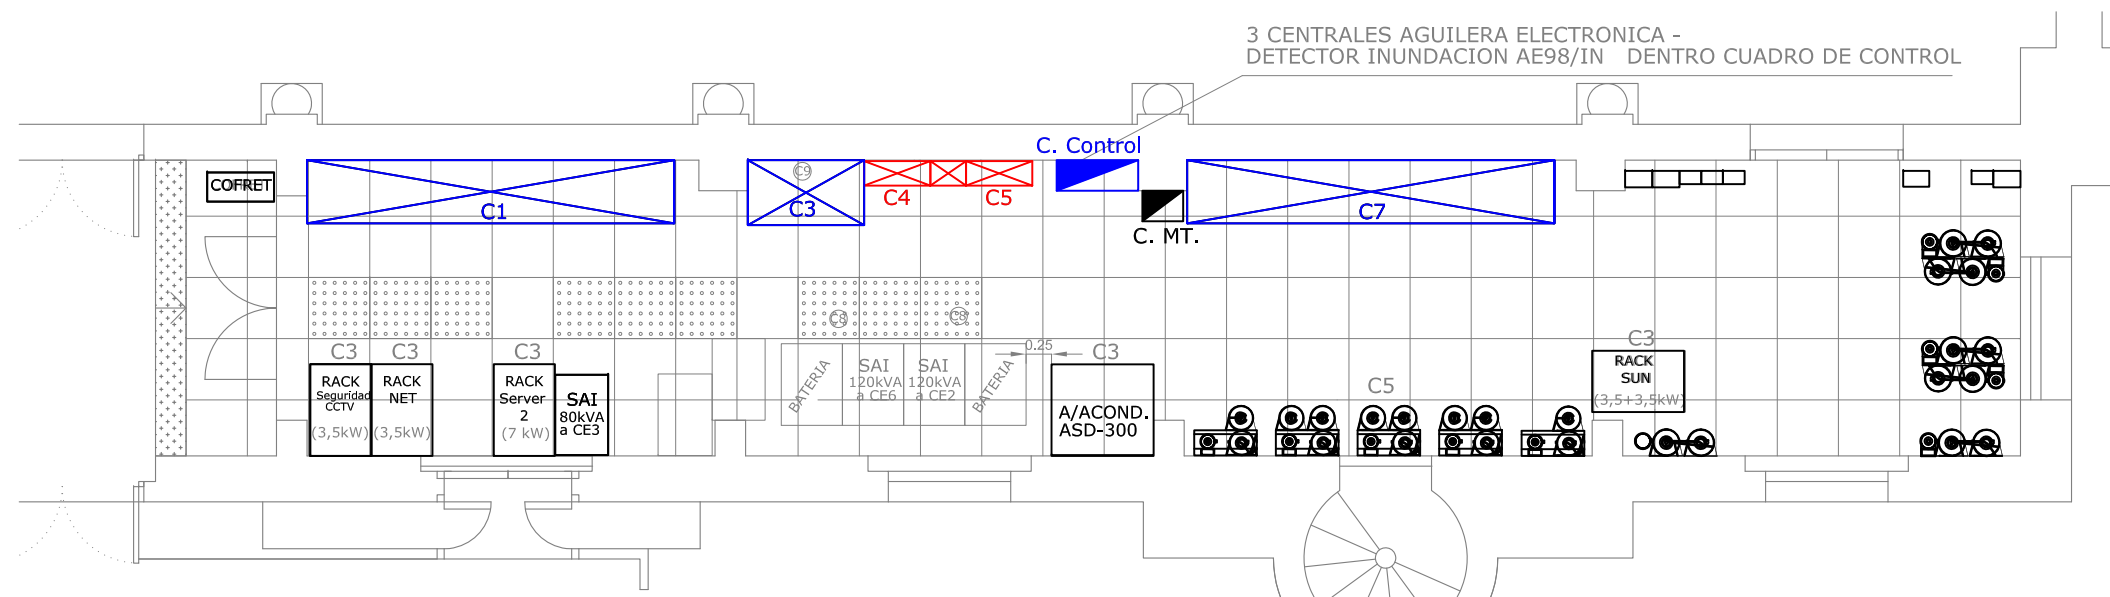 3 CENTRALES AGUILERA ELECTRONICA -
DETECTOR INUNDACION AE98/IN DENTRO CUADRO DE CONTROL
C. Control
COFRET
C1
C9
C3
C4
C5
C7
C. MT.
C8
C8
C3
C3
C3
0.25
C3
C3
RACK
Seguridad
CCTV
(3,5kW)
RACK
NET
(3,5kW)
RACK
Server
2
(7 kW)
SAI
80kVA
a CE3
BATERIA
SAI
120kVA
a CE6
SAI
120kVA
a CE2
BATERIA
A/ACOND.
ASD-300
C5
RACK
SUN
(3,5+3,5kW)